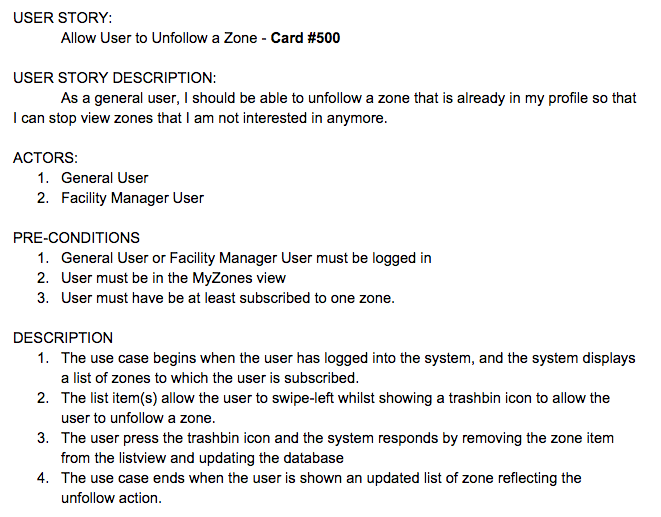 USER STORY:
Allow User to Unfollow a Zone - Card #500
USER STORY DESCRIPTION:
As a general user, I should be able to unfollow a zone that is already in my profile so that
I can stop view zones that I am not interested in anymore.
ACTORS:
1. General User
2. Facility Manager User
PRE-CONDITIONS
1. General User or Facility Manager User must be logged in
2. User must be in the MyZones view
3. User must have be at least subscribed to one zone.
DESCRIPTION
1. The use case begins when the user has logged into the system, and the system displays
a list of zones to which the user is subscribed.
2. The list item(s) allow the user to swipe-left whilst showing a trashbin icon to allow the
user to unfollow a zone.
3. The user press the trashbin icon and the system responds by removing the zone item
from the listview and updating the database
4. The use case ends when the user is shown an updated list of zone reflecting the
unfollow action.